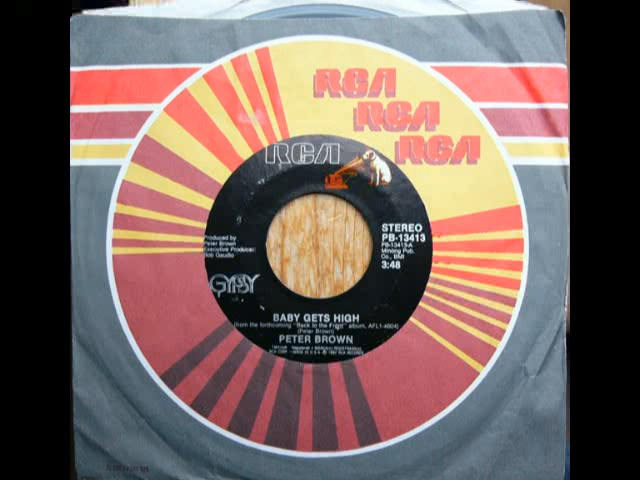 RCA
RCA
RCA
RCA
STEREO
PB-13413
PB-13413-A
Minong Pub.
Co., BMI
3:48
Produced by
Peter Brown
Executive Producer:
Bob Gaudio
GYPSY
BABY GETS HIGH
(from the forthcoming "Back to the Front" album, AFL1-4604)
(Peter Brown)
PETER BROWN